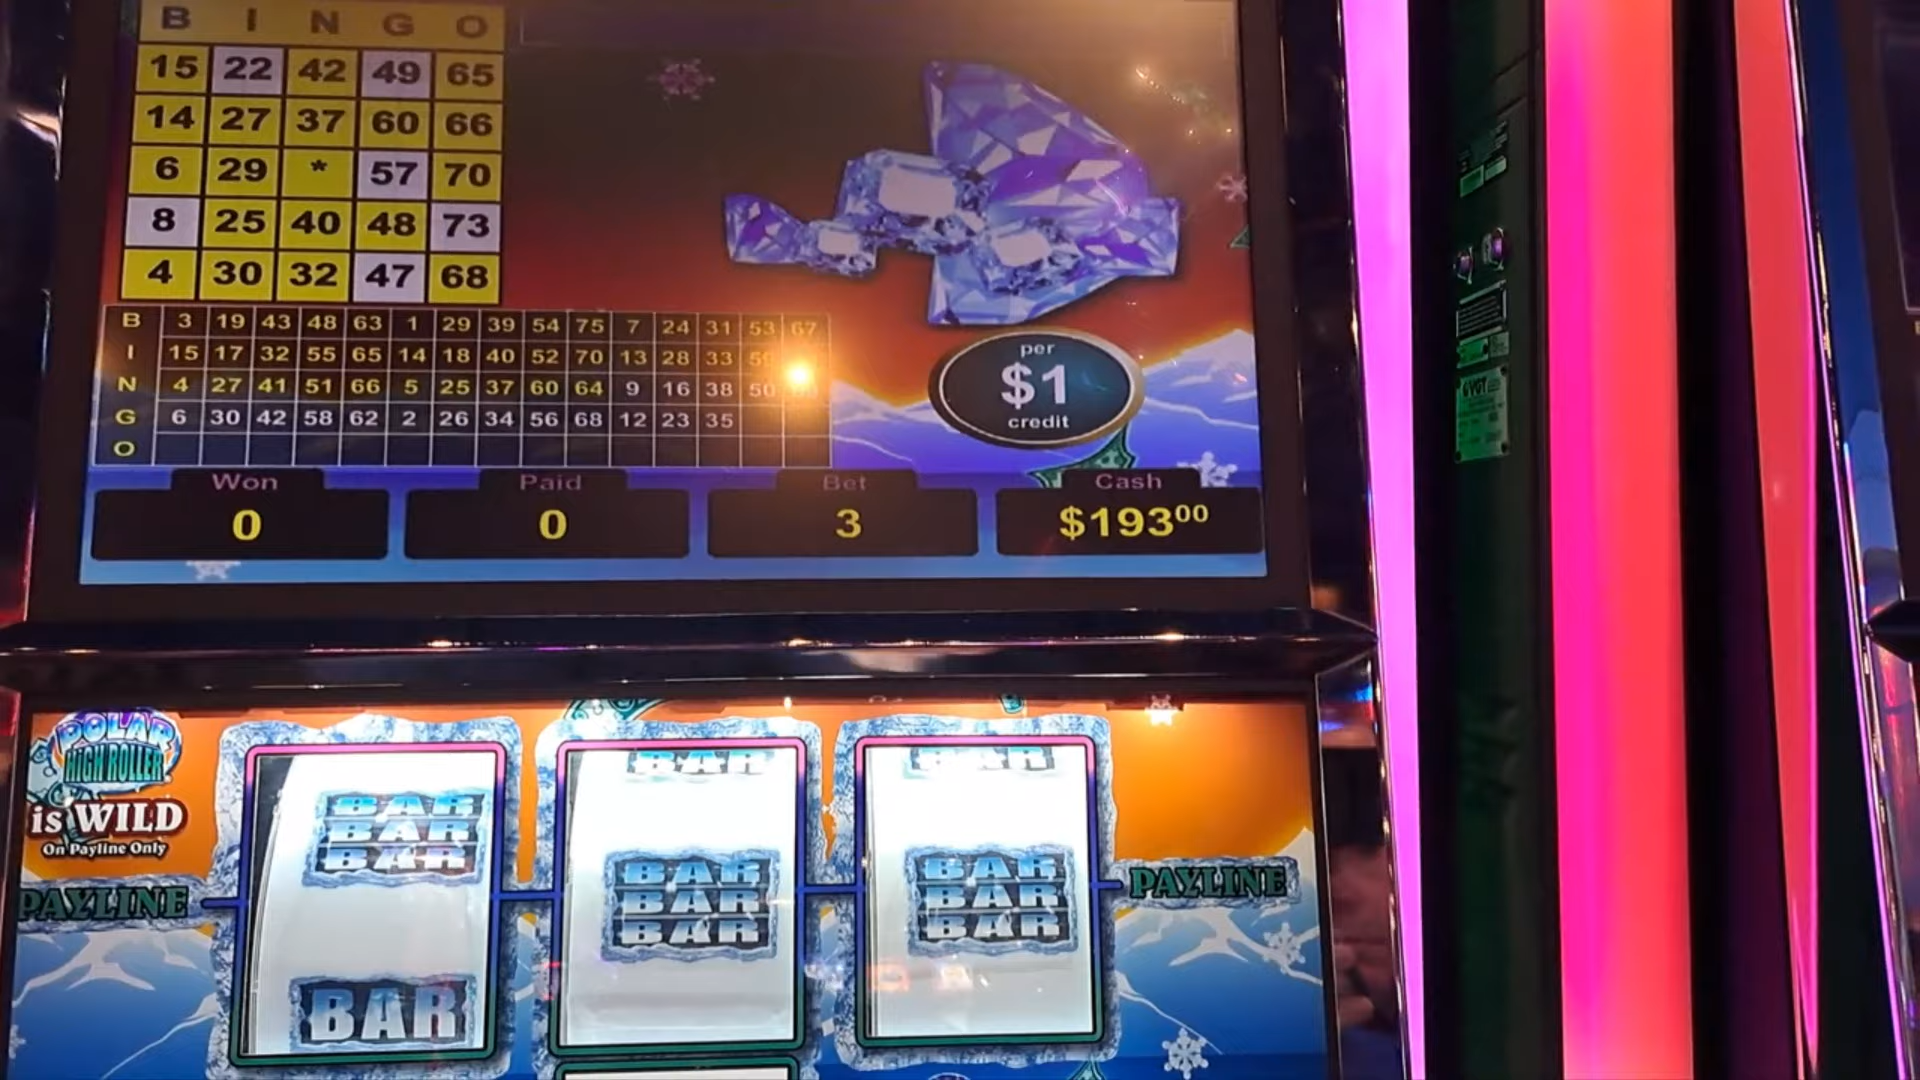 B I N G O
15 22 42 49 65
14 27 37 60 66
6 29 * 57 70
8 25 40 48 73
4 30 32 47 68
B 3 19 43 48 63 1 29 39 54 75 7 24 31 53 67
I 15 17 32 55 65 14 18 40 52 70 13 28 33
N 4 27 41 51 66 5 25 37 60 64 9 16 38 50
G 6 30 42 58 62 2 26 34 56 68 12 23 35
O
per
$1
credit
Won Paid Bet Cash
0 0 3 $193⁰⁰
POLAR
HIGH ROLLER
is WILD
On Payline Only
PAYLINE
BAR
BAR
BAR
BAR
BAR
BAR
BAR
BAR
BAR
BAR
BAR
BAR
PAYLINE
VGT